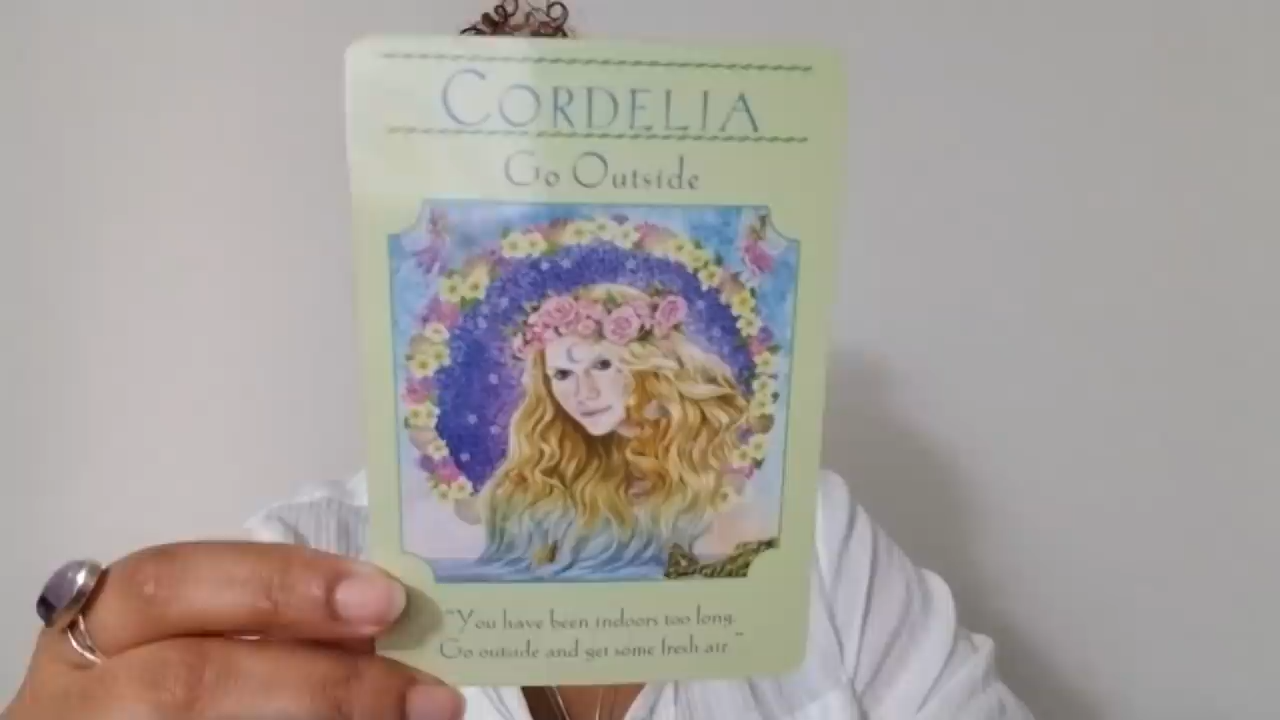 CORDELIA
Go Outside
"You have been indoors too long.
Go outside and get some fresh air."